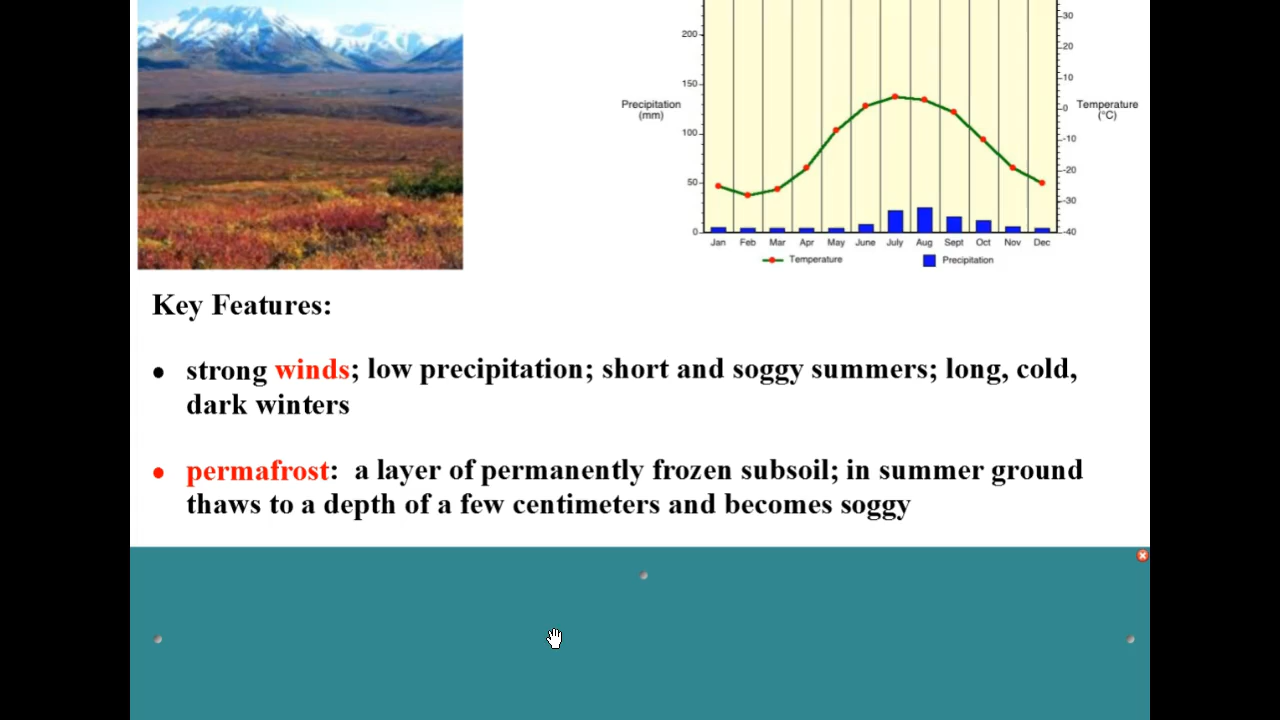 200
150
100
50
0
Precipitation
(mm)
30
20
10
0
-10
-20
-30
-40
Temperature
(°C)
Jan Feb Mar Apr May June July Aug Sept Oct Nov Dec
Temperature Precipitation
Key Features:
• strong winds; low precipitation; short and soggy summers; long, cold,
dark winters
• permafrost: a layer of permanently frozen subsoil; in summer ground
thaws to a depth of a few centimeters and becomes soggy